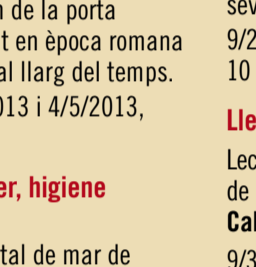 n de la porta
t en època romana
al llarg del temps.
013 i 4/5/2013,
er, higiene
tal de mar de
sev
9/2
10
Lle
Lec
de
Cal
9/3